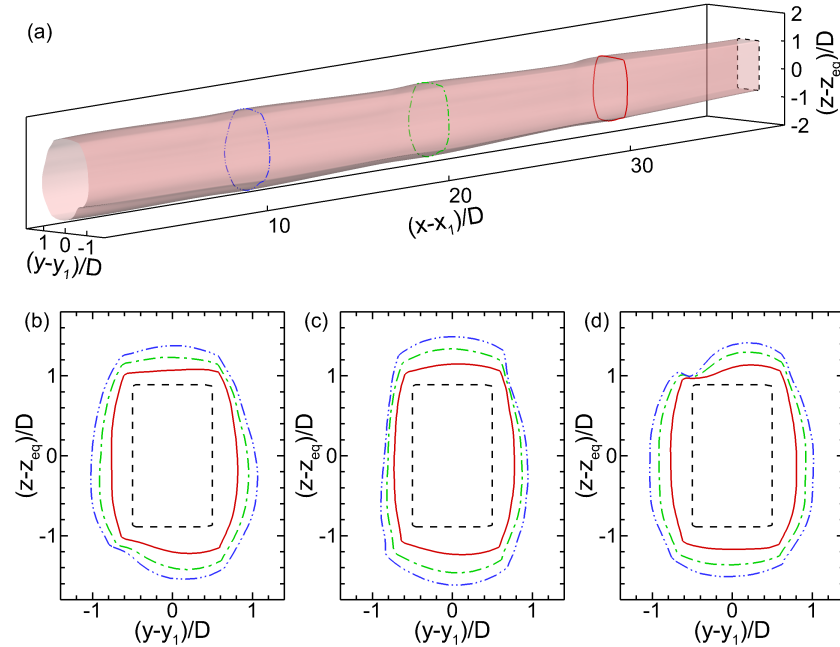 (a)
2
1
0
-1
-2
(z-z_eq)/D
30
20
10
(x-x_1)/D
1 0 -1
(y-y_1)/D
(b) (c) (d)
1 1 1
0 0 0
-1 -1 -1
(z-z_eq)/D (z-z_eq)/D (z-z_eq)/D
-1 0 1 -1 0 1 -1 0 1
(y-y_1)/D (y-y_1)/D (y-y_1)/D